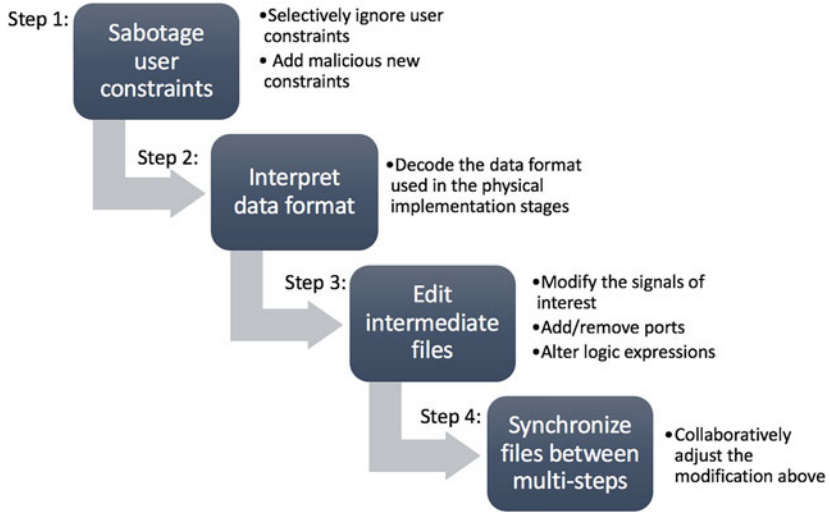 Step 1:
Sabotage
user
constraints
•Selectively ignore user
constraints
• Add malicious new
constraints
Step 2:
Interpret
data format
•Decode the data format
used in the physical
implementation stages
Step 3:
Edit
intermediate
files
•Modify the signals of
interest
•Add/remove ports
•Alter logic expressions
Step 4:
Synchronize
files between
multi-steps
•Collaboratively
adjust the
modification above